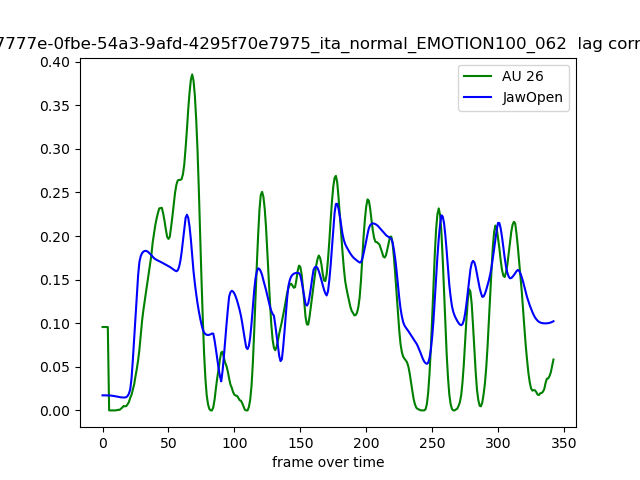 7777e-0fbe-54a3-9afd-4295f70e7975_ita_normal_EMOTION100_062 lag corr
AU 26
JawOpen
0.40
0.35
0.30
0.25
0.20
0.15
0.10
0.05
0.00
0 50 100 150 200 250 300 350
frame over time